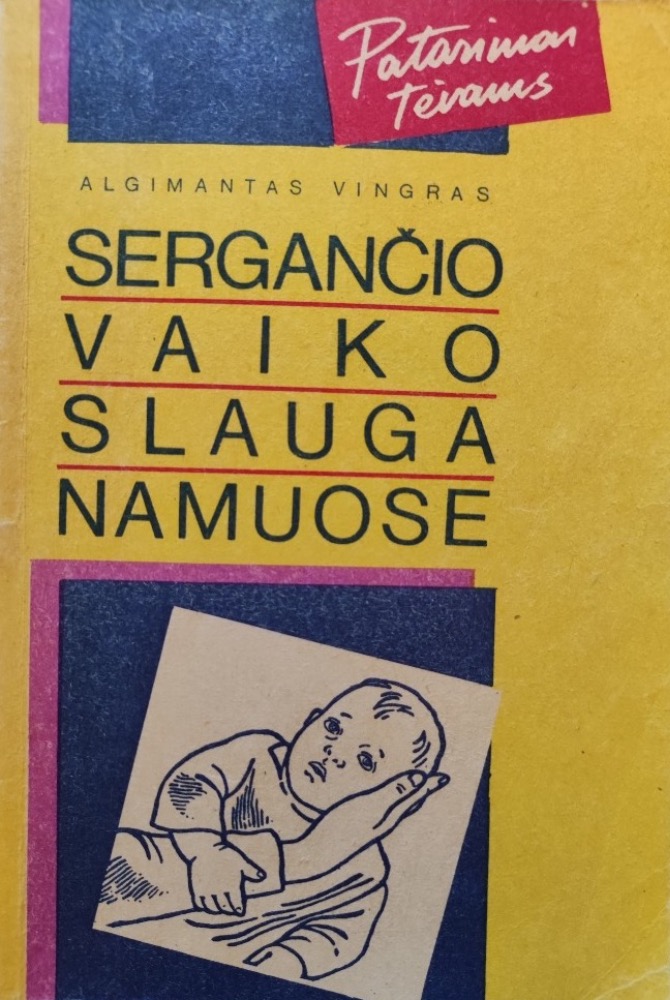 Patarimai
tėvams
ALGIMANTAS VINGRAS
SERGANČIO
VAIKO
SLAUGA
NAMUOSE